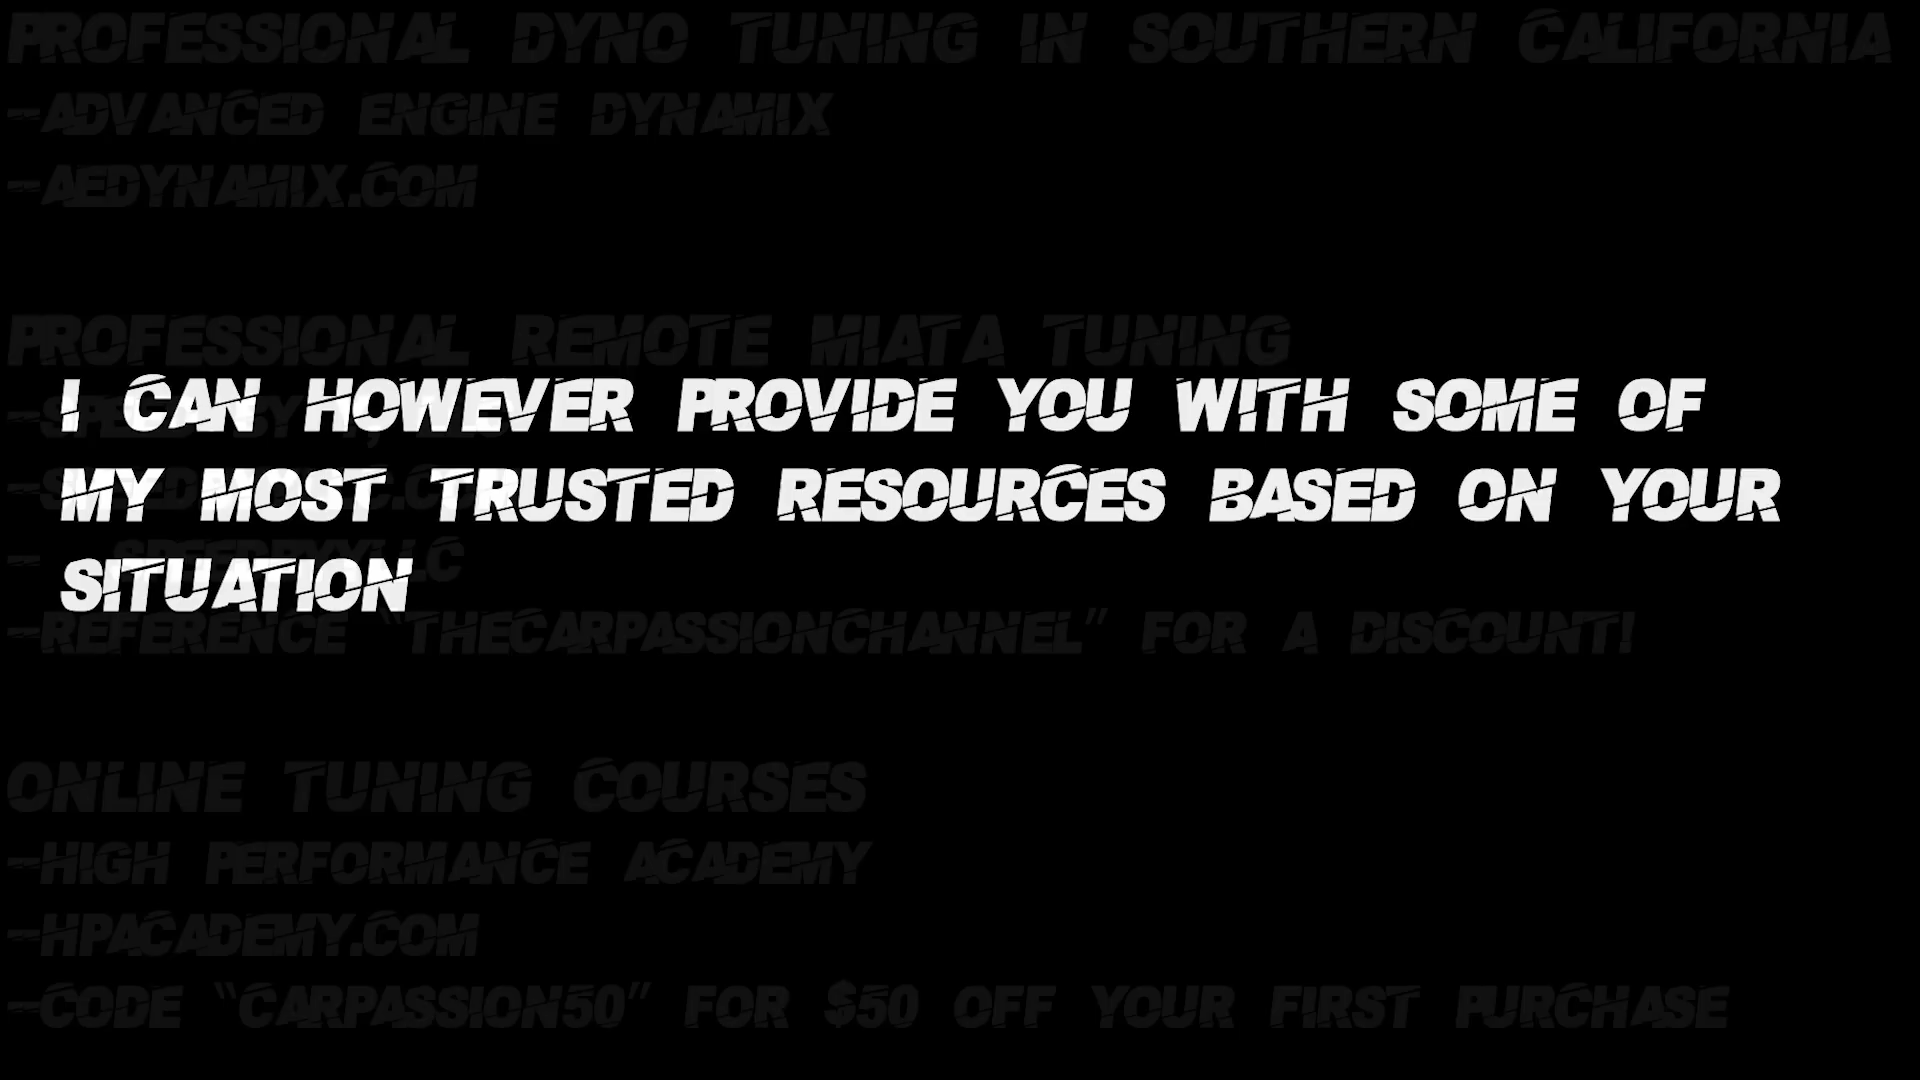 PROFESSIONAL DYNO TUNING IN SOUTHERN CALIFORNIA
-ADVANCED ENGINE DYNAMIX
-AEDYNAMIX.COM
PROFESSIONAL REMOTE MIATA TUNING
I CAN HOWEVER PROVIDE YOU WITH SOME OF
MY MOST TRUSTED RESOURCES BASED ON YOUR
SITUATION
-REFERENCE "THECARPASSIONCHANNEL" FOR A DISCOUNT!
ONLINE TUNING COURSES
-HIGH PERFORMANCE ACADEMY
-HPACADEMY.COM
-CODE "CARPASSION50" FOR $50 OFF YOUR FIRST PURCHASE